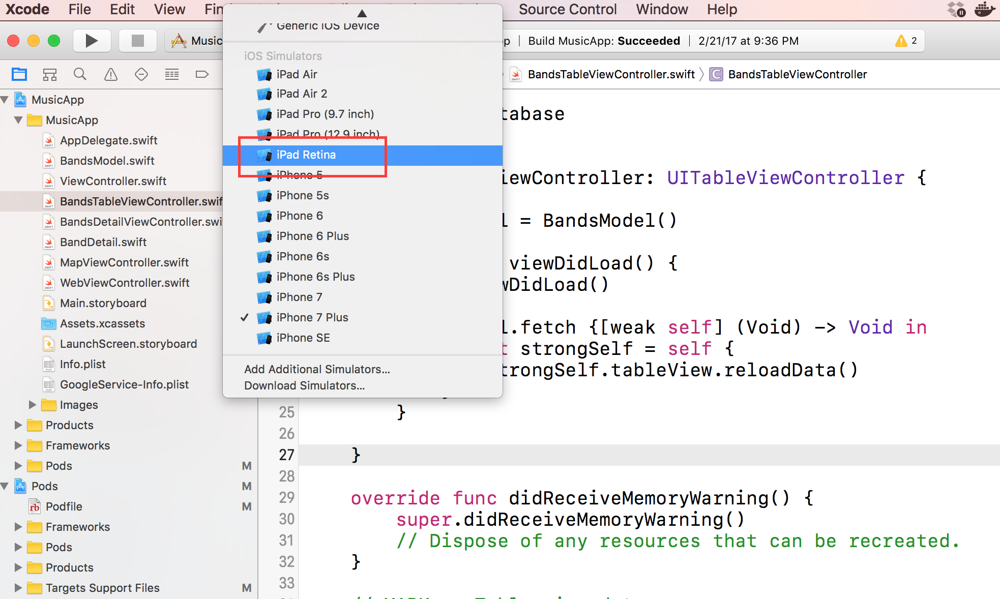 Xcode File Edit View Source Control Window Help
Generic iOS Device
Music
Build MusicApp: Succeeded | 2/21/17 at 9:36 PM 2
iOS Simulators
iPad Air
iPad Air 2
iPad Pro (9.7 inch)
iPad Pro (12.9 inch)
iPad Retina
iPhone 5
iPhone 5s
iPhone 6
iPhone 6 Plus
iPhone 6s
iPhone 6s Plus
iPhone 7
✓ iPhone 7 Plus
iPhone SE
Add Additional Simulators...
Download Simulators...
BandsTableViewController.swift C BandsTableViewController
MusicApp
MusicApp
AppDelegate.swift
BandsModel.swift
ViewController.swift
BandsTableViewController.swif
BandsDetailViewController.swi
BandDetail.swift
MapViewController.swift
WebViewController.swift
Main.storyboard
Assets.xcassets
LaunchScreen.storyboard
Info.plist
GoogleService-Info.plist
Images
Products
Frameworks
Pods M
Pods M
rb Podfile M
Frameworks
Pods
Products
Targets Support Files M
tabase
iewController: UITableViewController {
l = BandsModel()
viewDidLoad() {
wDidLoad()
l.fetch {[weak self] (Void) -> Void in
t strongSelf = self {
trongSelf.tableView.reloadData()
25 }
26
27 }
28
29 override func didReceiveMemoryWarning() {
30 super.didReceiveMemoryWarning()
31 // Dispose of any resources that can be recreated.
32 }
33